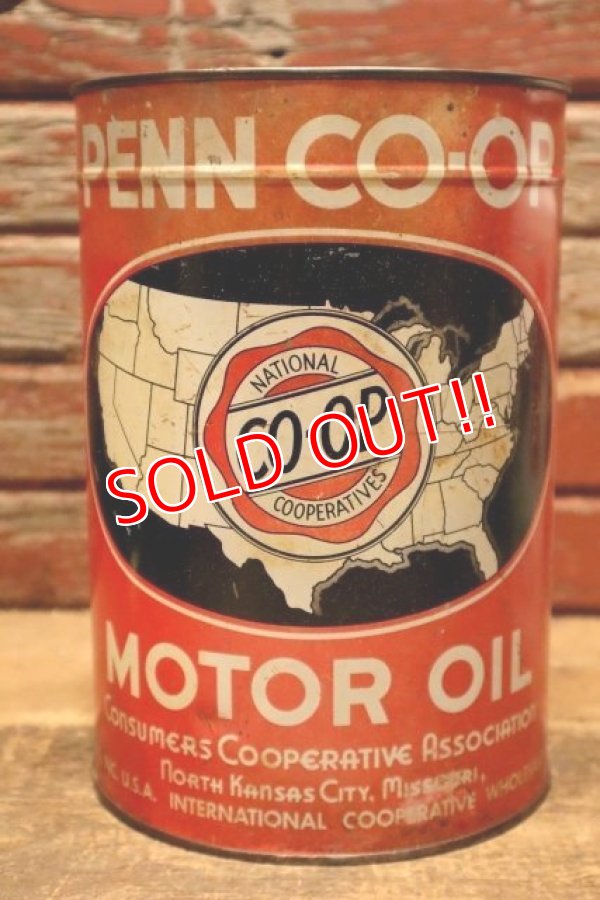 PENN CO-OP
NATIONAL
CO-OP
COOPERATIVES
SOLD OUT!!
MOTOR OIL
CONSUMERS COOPERATIVE ASSOCIATION
NORTH KANSAS CITY, MISSOURI,
U.S.A. INTERNATIONAL COOPERATIVE